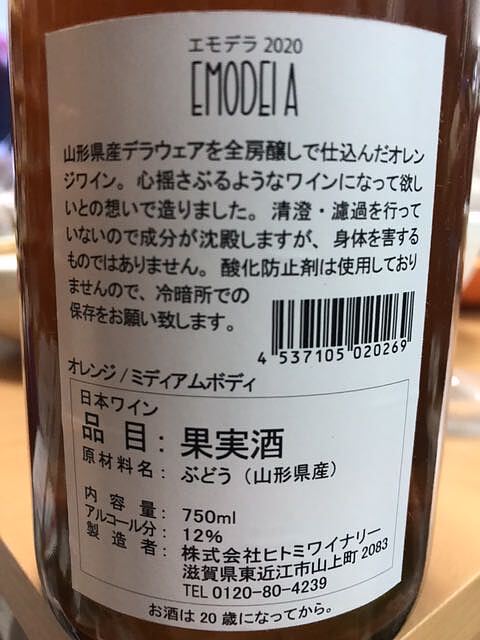 エモデラ 2020
EMODELA
山形県産デラウェアを全房醸しで仕込んだオレン
ジワイン。心揺さぶるようなワインになって欲し
いとの想いで造りました。清澄・濾過を行って
いないので成分が沈殿しますが、身体を害する
ものではありません。酸化防止剤は使用しており
ませんので、冷暗所での
保存をお願い致します。
4 537105 020269
オレンジ/ミディアムボディ
日本ワイン
品目：果実酒
原材料名：ぶどう（山形県産）
内容量：750ml
アルコール分：12%
製造者：株式会社ヒトミワイナリー
滋賀県東近江市山上町2083
TEL 0120-80-4239
お酒は20歳になってから。